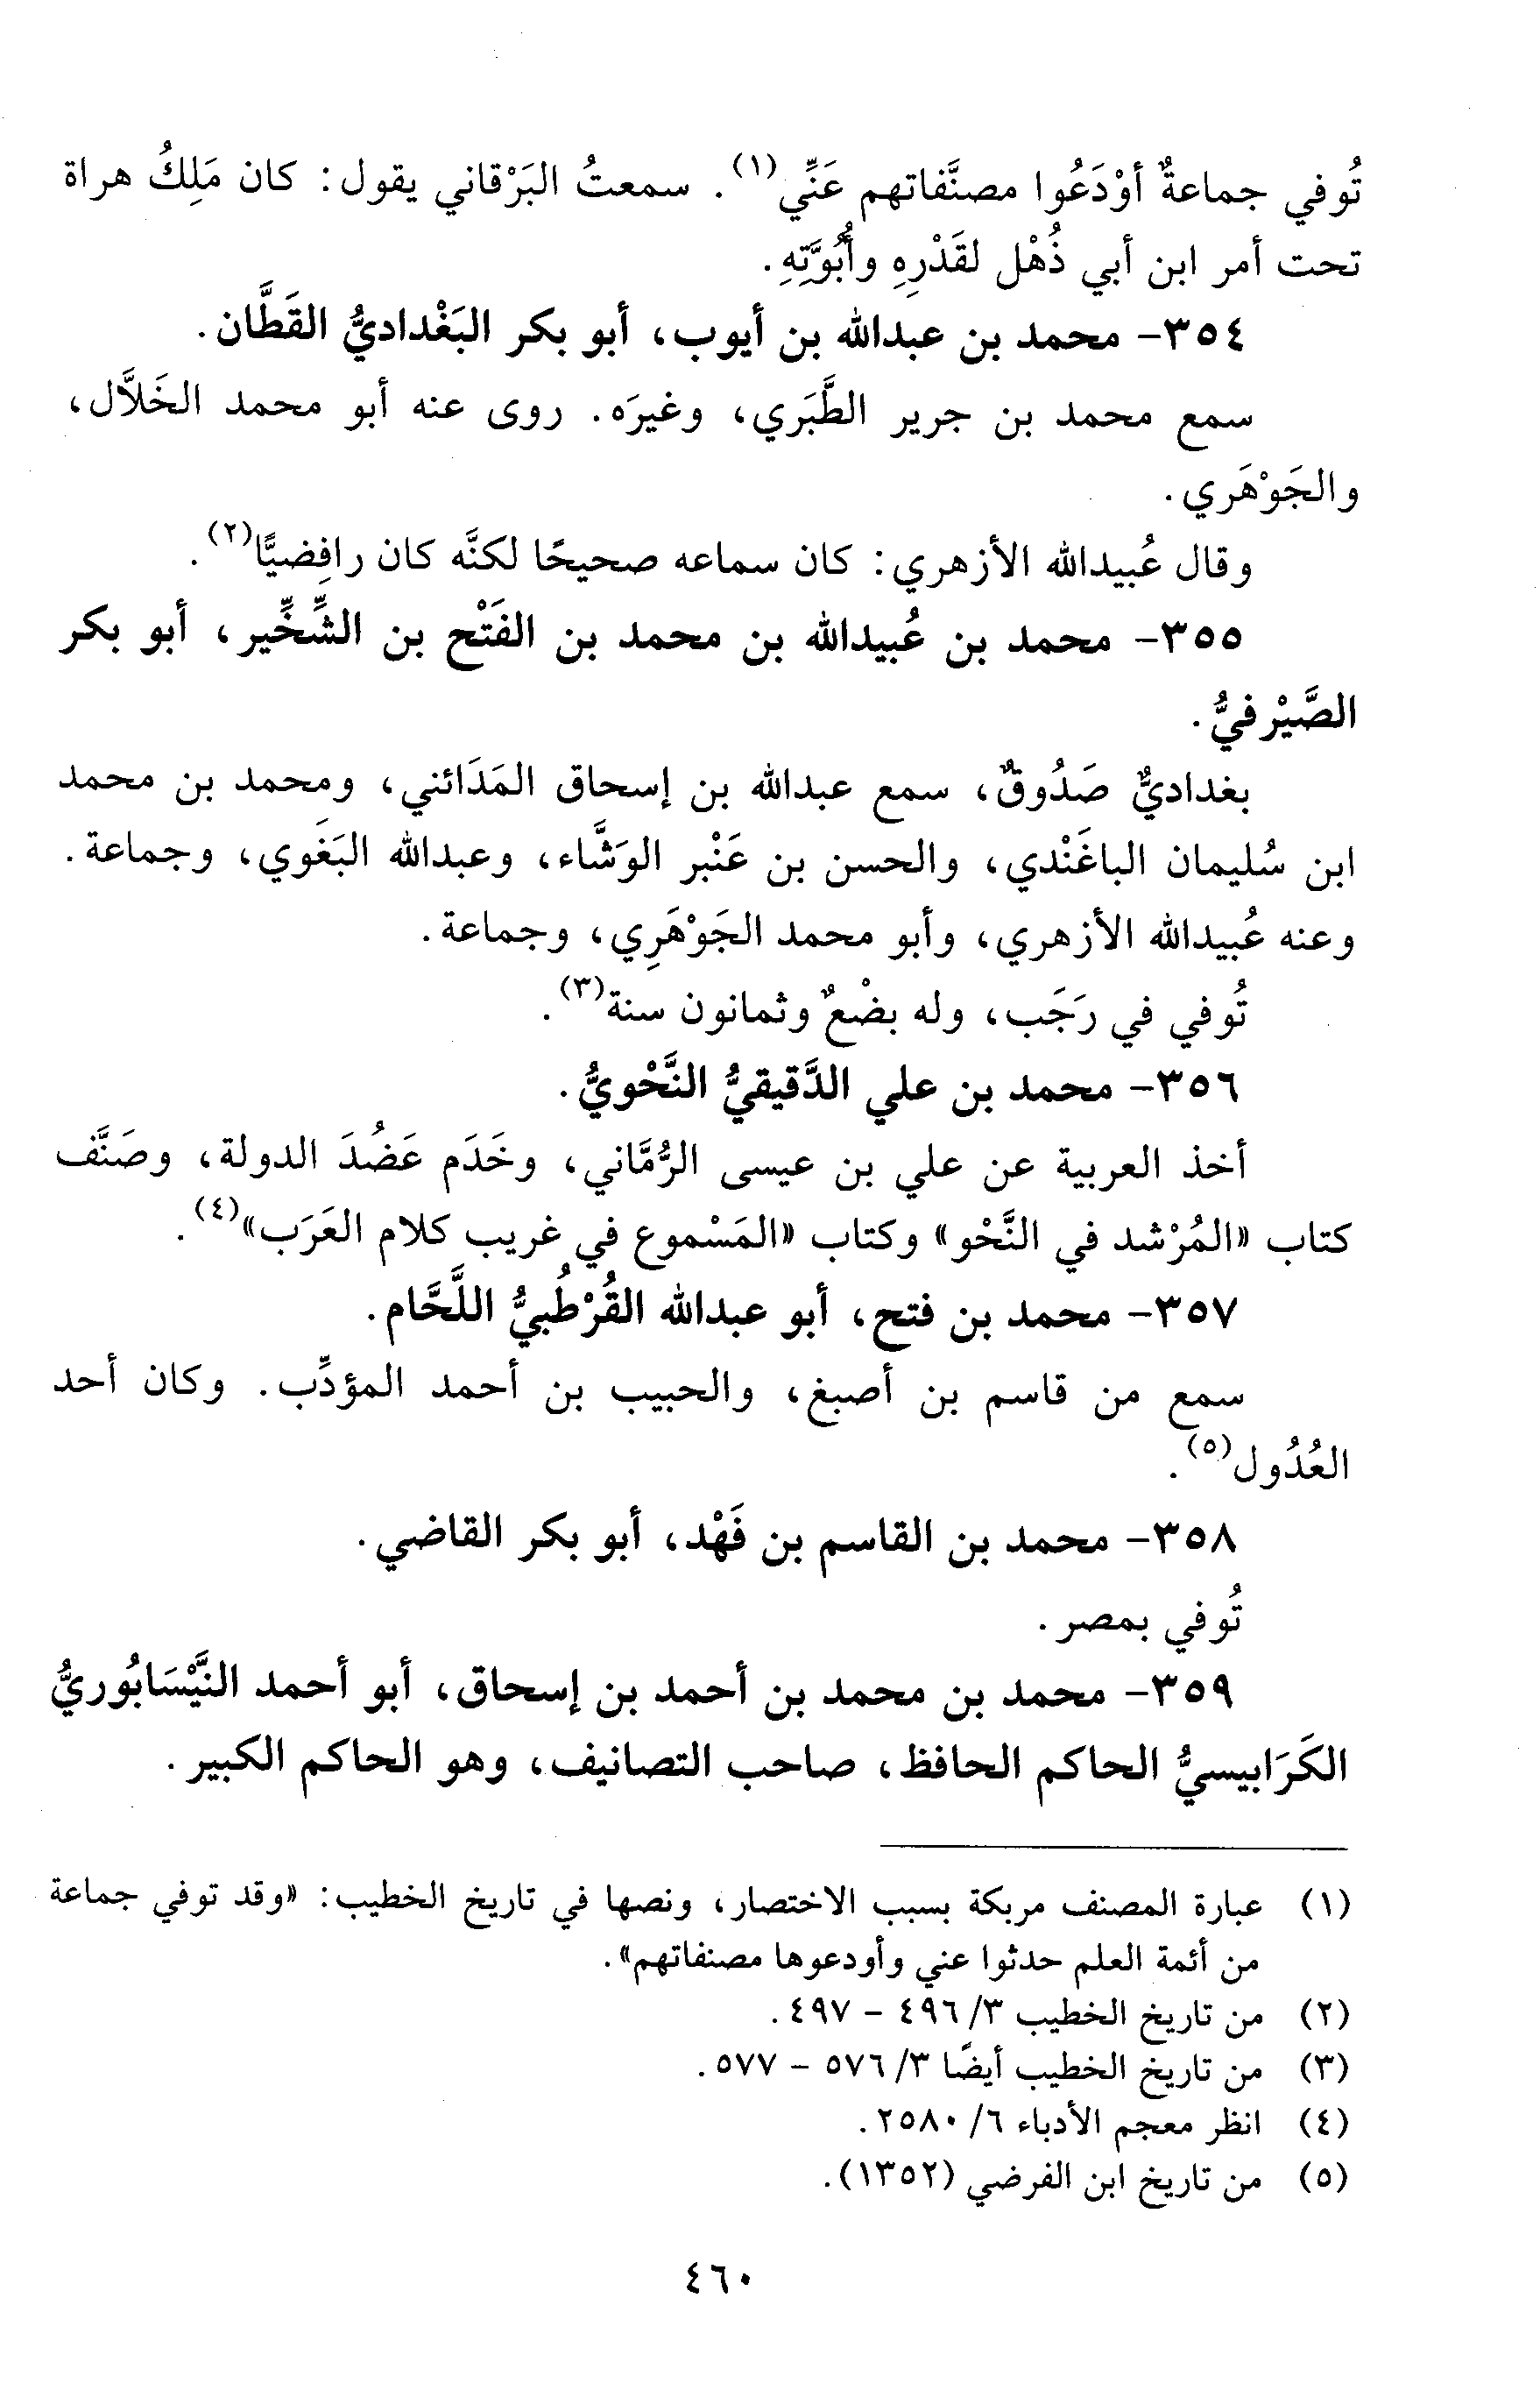 تُوفي جماعةٌ أوْدَعُوا مصنَّفاتهم عَنِّي(١). سمعتُ البَرْقاني يقول: كان مَلِكُ هراة
تحت أمر ابن أبي ذُهْل لقَدْرِهِ وأُبُوَّتِهِ.
٣٥٤- محمد بن عبدالله بن أيوب، أبو بكر البَغْداديُّ القَطَّان.
سمع محمد بن جرير الطَّبَري، وغيرَه. روى عنه أبو محمد الخَلاَّل،
والجَوْهَري.
وقال عُبيدالله الأزهري: كان سماعه صحيحًا لكنَّه كان رافِضيًّا(٢).
٣٥٥- محمد بن عُبيدالله بن محمد بن الفَتْح بن الشِّخِّير، أبو بكر
الصَّيْرفيُّ.
بغداديٌّ صَدُوقٌ، سمع عبدالله بن إسحاق المَدَائني، ومحمد بن محمد
ابن سُليمان الباغَنْدي، والحسن بن عَنْبر الوَشَّاء، وعبدالله البَغَوي، وجماعة.
وعنه عُبيدالله الأزهري، وأبو محمد الجَوْهَرِي، وجماعة.
تُوفي في رَجَب، وله بضْعٌ وثمانون سنة(٣).
٣٥٦- محمد بن علي الدَّقيقيُّ النَّحْويُّ.
أخذ العربية عن علي بن عيسى الرُّمَّاني، وخَدَم عَضُدَ الدولة، وصَنَّف
كتاب «المُرْشد في النَّحْو» وكتاب «المَسْموع في غريب كلام العَرَب»(٤).
٣٥٧- محمد بن فتح، أبو عبدالله القُرْطُبيُّ اللَّحَّام.
سمع من قاسم بن أصبغ، والحبيب بن أحمد المؤدِّب. وكان أحد
العُدُول(٥).
٣٥٨- محمد بن القاسم بن فَهْد، أبو بكر القاضي.
تُوفي بمصر.
٣٥٩- محمد بن محمد بن أحمد بن إسحاق، أبو أحمد النَّيْسَابُوريُّ
الكَرَابيسيُّ الحاكم الحافظ، صاحب التصانيف، وهو الحاكم الكبير.
(١) عبارة المصنف مربكة بسبب الاختصار، ونصها في تاريخ الخطيب: «وقد توفي جماعة
من أئمة العلم حدثوا عني وأودعوها مصنفاتهم».
(٢) من تاريخ الخطيب ٣/ ٤٩٦ - ٤٩٧.
(٣) من تاريخ الخطيب أيضًا ٣/ ٥٧٦ - ٥٧٧.
(٤) انظر معجم الأدباء ٦/ ٢٥٨٠.
(٥) من تاريخ ابن الفرضي (١٣٥٢).
٤٦٠